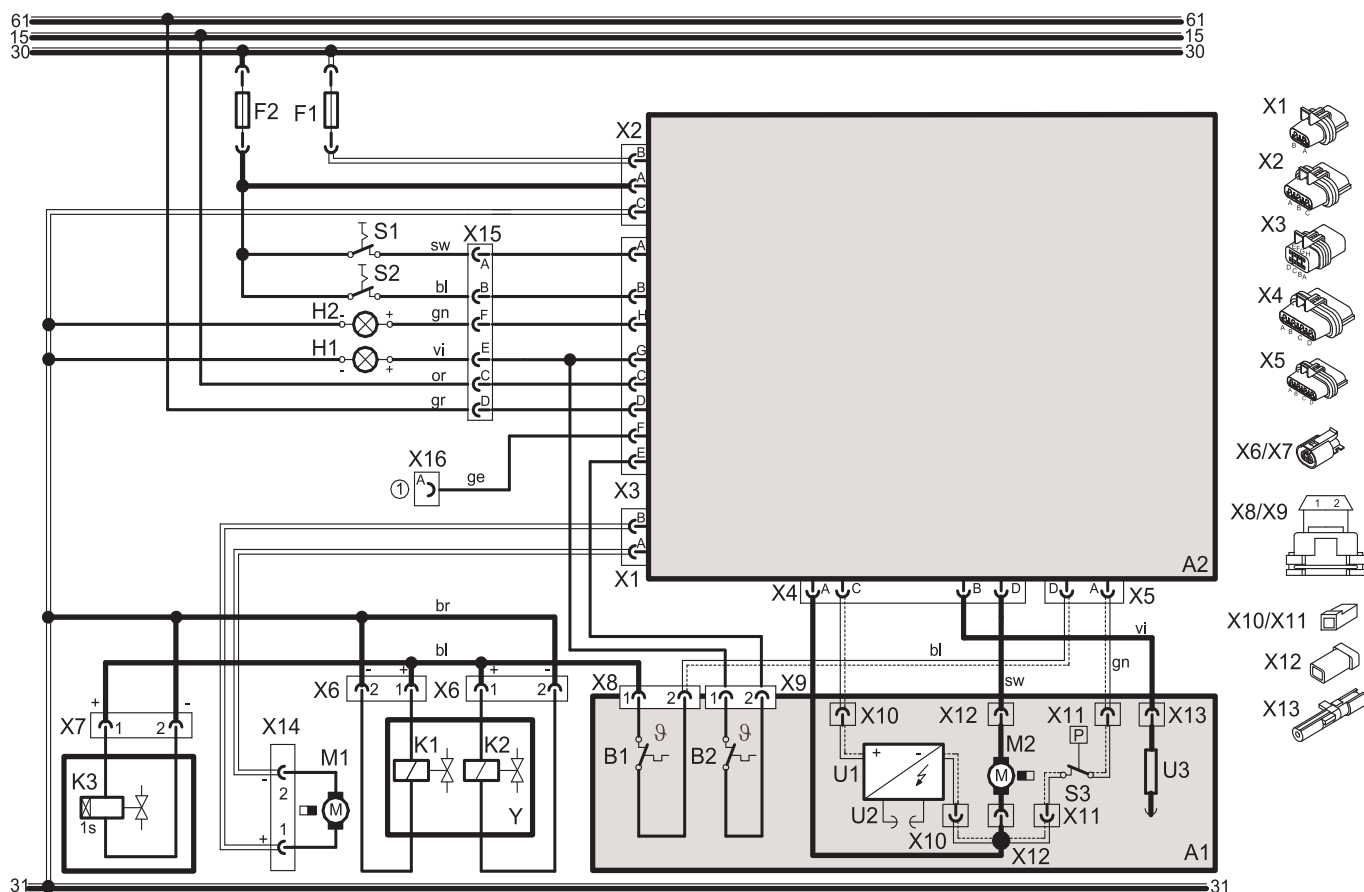 61 61
15 15
30 30
F2 F1
X2
B
A
C
S1 sw X15 A A
S2 bl B B
H2 - + gn F H
H1 - + vi E G
or C C
gr D D
F
E
X16
A
① ge
X3
B
A
X1
A2
X4 A C B D D A X5
br
bl
bl vi
sw gn
+ - X7 1 2
- + X6 2 1
+ - X6 1 2
X8 1 2
1 2 X9
X10 X12 X11 X13
X14
- 2
1 +
M1
M
K3
1s
K1 K2
Y
B1 ϑ
B2 ϑ
U1 + -
U2
X10
M2
M
P
S3
X11
X12
U3
A1
31 31
X1
B A
X2
A B C
X3
D C B A
X4
A B C D
X5
A B C D
X6/X7
X8/X9
1 2
X10/X11
X12
X13